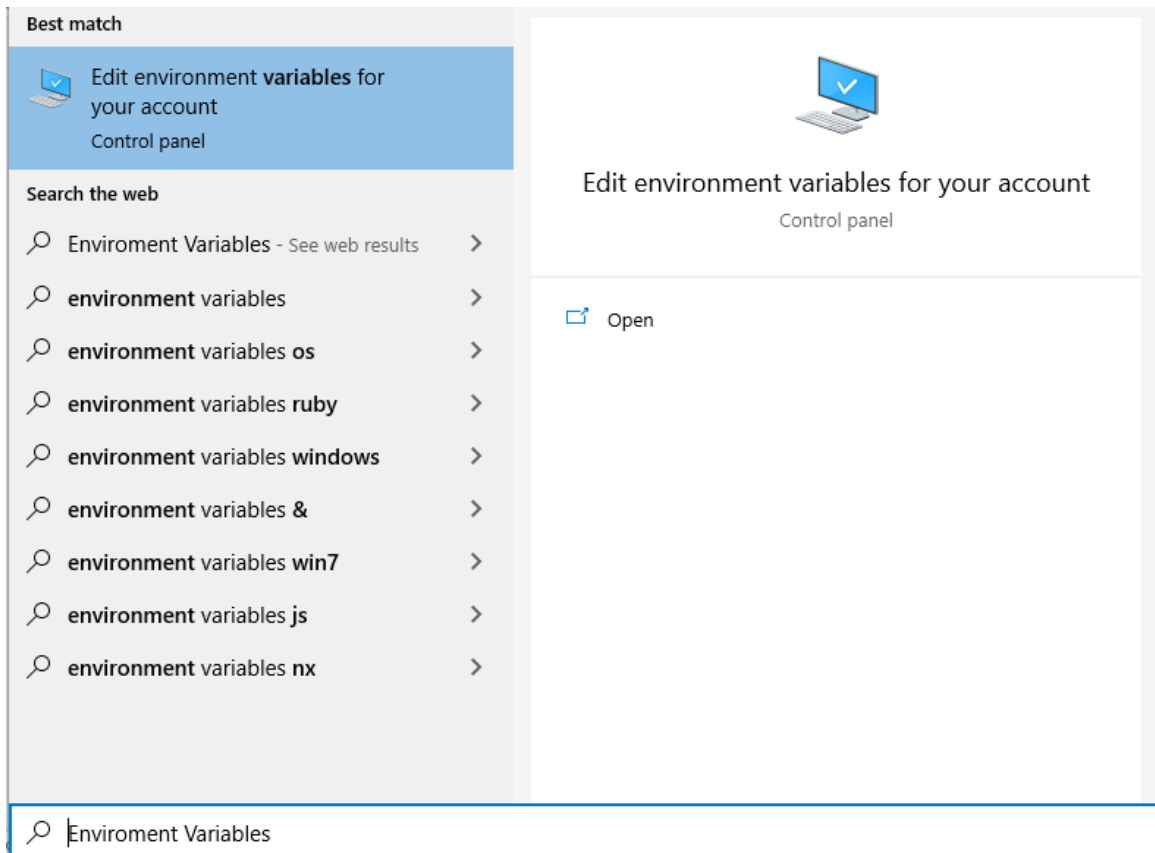 Best match
Edit environment variables for
your account
Control panel
Search the web
Enviroment Variables - See web results
environment variables
environment variables os
environment variables ruby
environment variables windows
environment variables &
environment variables win7
environment variables js
environment variables nx
Edit environment variables for your account
Control panel
Open
Enviroment Variables